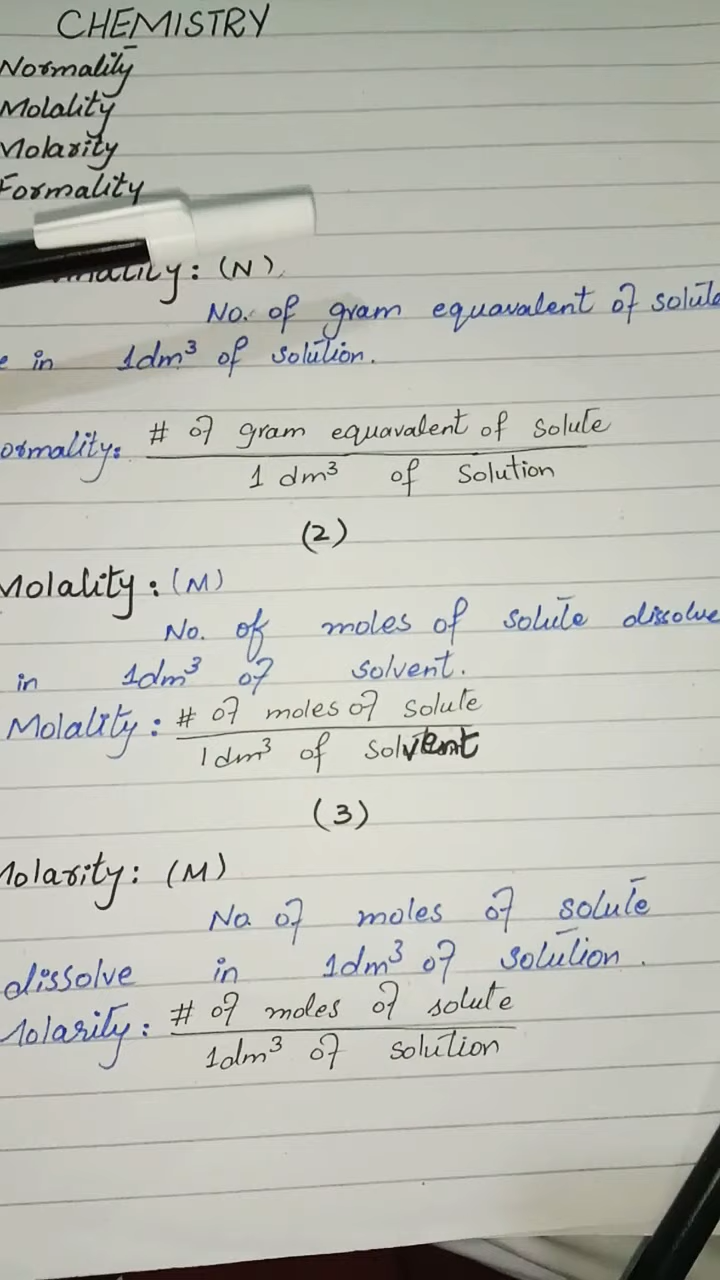 CHEMISTRY
Normality
Molality
Molarity
Formality
: (N)
No. of gram equavalent of solute
e in 1dm³ of solution.
ormality: # of gram equavalent of solute
1 dm³ of Solution
(2)
Molality: (M)
No. of moles of solute dissolve
in 1dm³ of solvent.
Molality: # of moles of solute
1dm³ of solvent
(3)
Molarity: (M)
No. of moles of solute
dissolve in 1dm³ of solution.
Molarity: # of moles of solute
1dm³ of solution